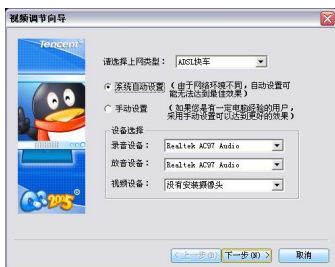 视频调节向导
Tencent
请选择上网类型：
ADSL快车
系统自动设置
（由于网络环境不同，自动设置可
能无法达到最佳效果）
手动设置
（如果您是有一定电脑经验的用户，
采用手动设置可以达到更好的效果）
设备选择
录音设备：
Realtek AC97 Audio
放音设备：
Realtek AC97 Audio
视频设备：
没有安装摄像头
2005
< 上一步(B)
下一步(N) >
取消